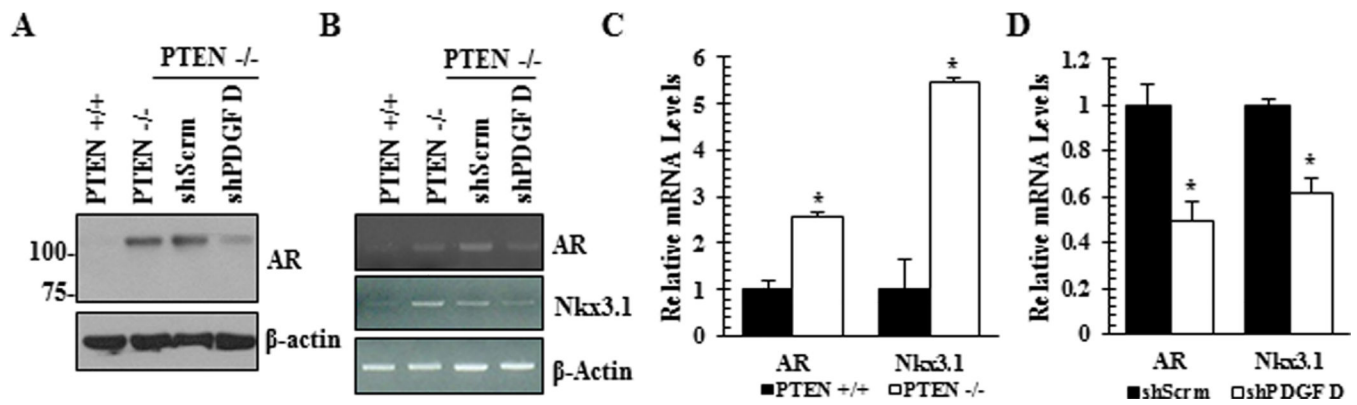 A
PTEN -/-
PTEN +/+
PTEN -/-
shScrm
shPDGF D
100-
75-
AR
β-actin
B
PTEN -/-
PTEN +/+
PTEN -/-
shScrm
shPDGF D
AR
Nkx3.1
β-Actin
C
Relative mRNA Levels
6
5
4
3
2
1
0
*
*
AR
Nkx3.1
PTEN +/+
PTEN -/-
D
Relative mRNA Levels
1.2
1
0.8
0.6
0.4
0.2
0
*
*
AR
Nkx3.1
shScrm
shPDGF D